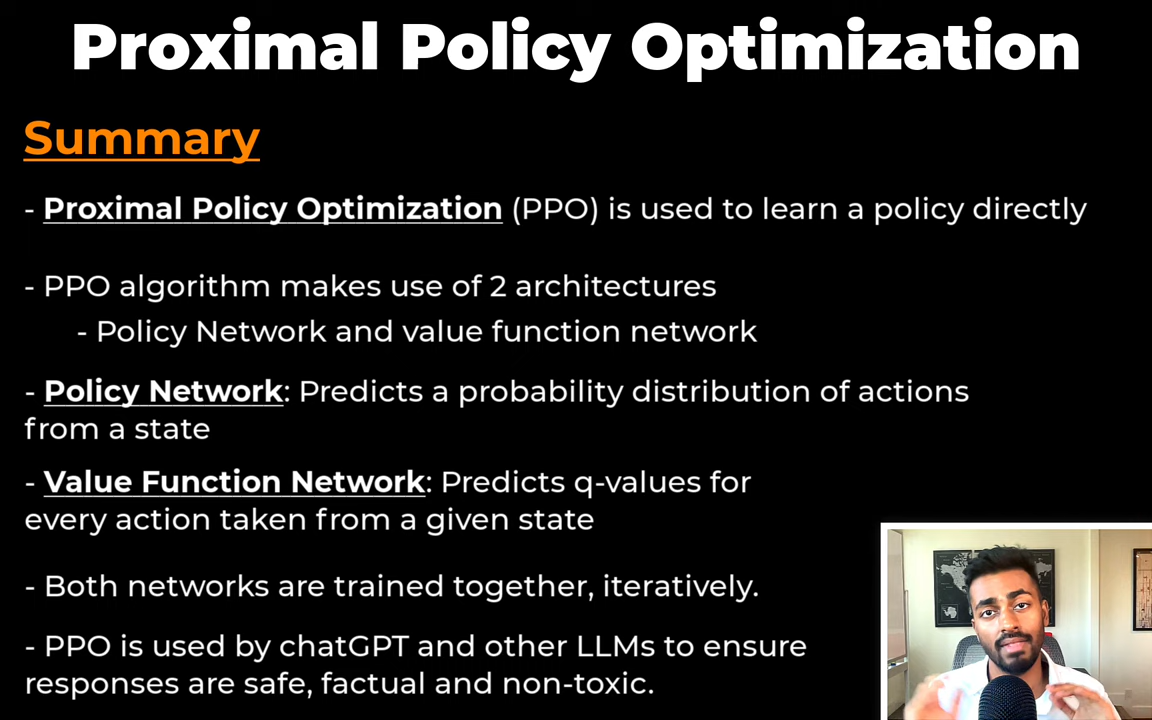 Proximal Policy Optimization
Summary
- Proximal Policy Optimization (PPO) is used to learn a policy directly
- PPO algorithm makes use of 2 architectures
- Policy Network and value function network
- Policy Network: Predicts a probability distribution of actions
from a state
- Value Function Network: Predicts q-values for
every action taken from a given state
- Both networks are trained together, iteratively.
- PPO is used by chatGPT and other LLMs to ensure
responses are safe, factual and non-toxic.